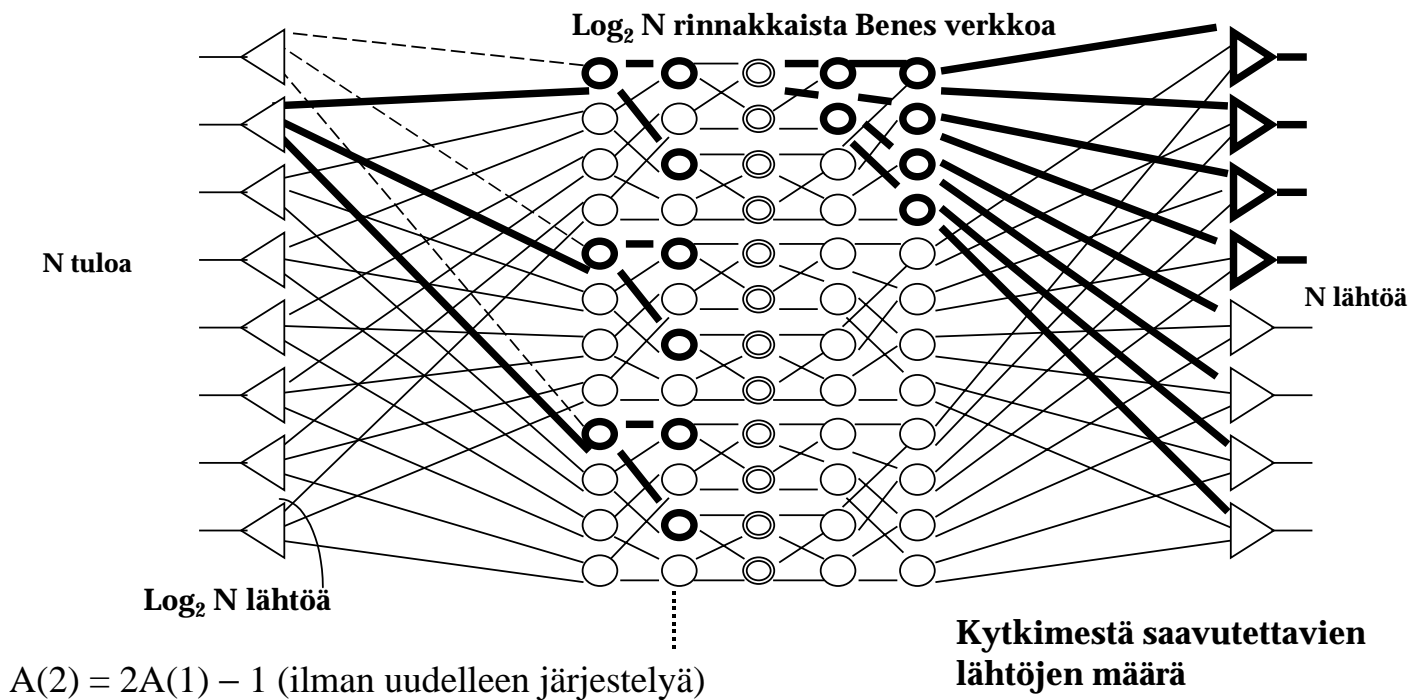 Log₂ N rinnakkaista Benes verkkoa
N tuloa
N lähtöä
Log₂ N lähtöä
Kytkimestä saavutettavien
lähtöjen määrä
A(2) = 2A(1) – 1 (ilman uudelleen järjestelyä)